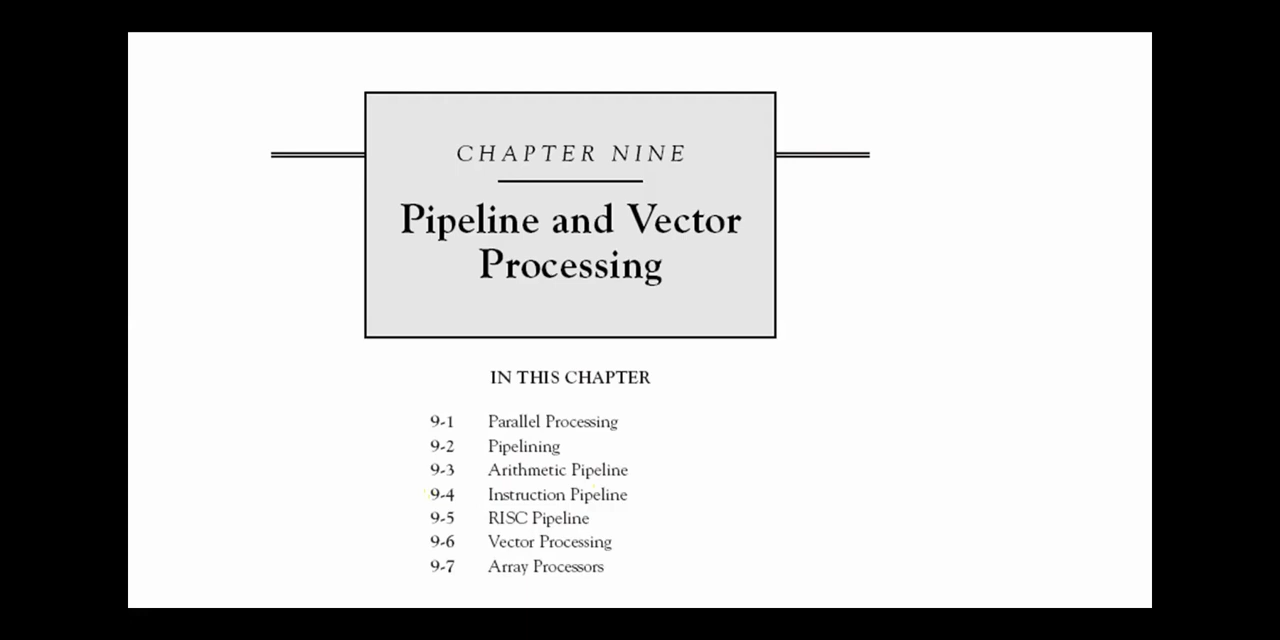 CHAPTER NINE
Pipeline and Vector
Processing
IN THIS CHAPTER
9-1 Parallel Processing
9-2 Pipelining
9-3 Arithmetic Pipeline
9-4 Instruction Pipeline
9-5 RISC Pipeline
9-6 Vector Processing
9-7 Array Processors